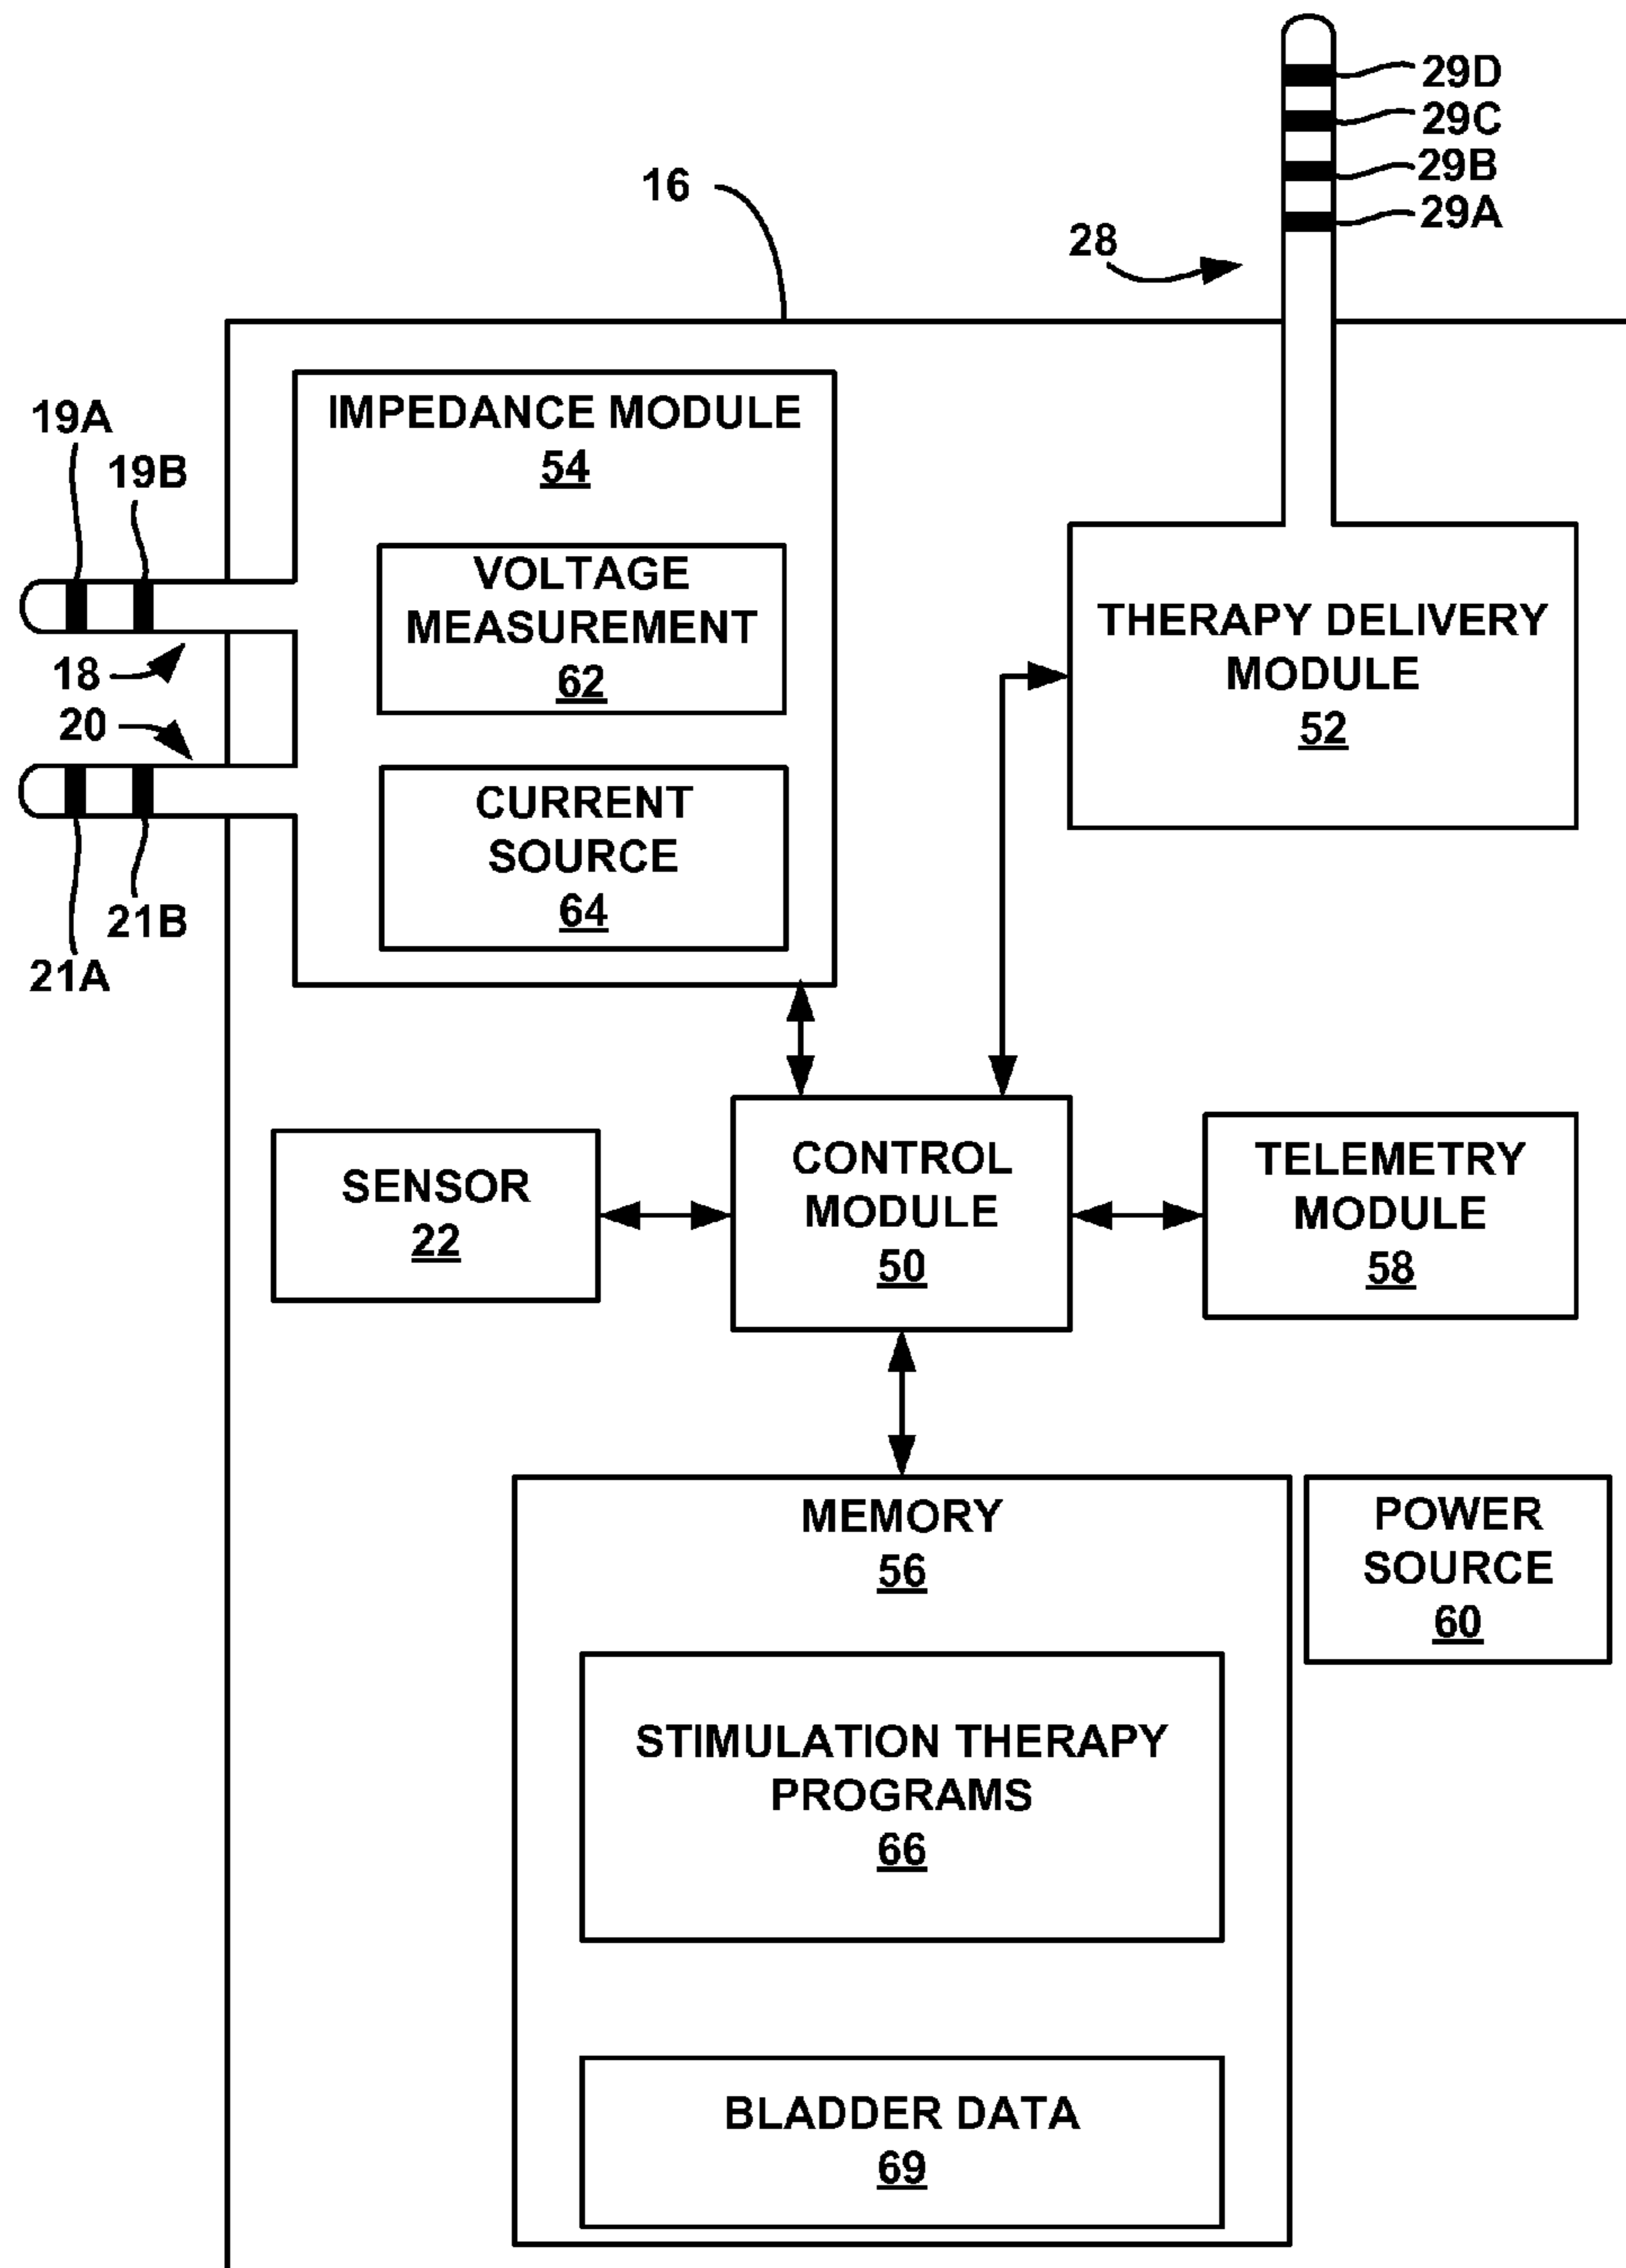 29D
29C
29B
29A
16
28
19A
19B
IMPEDANCE MODULE
54
VOLTAGE
MEASUREMENT
62
18
20
CURRENT
SOURCE
64
21B
21A
THERAPY DELIVERY
MODULE
52
SENSOR
22
CONTROL
MODULE
50
TELEMETRY
MODULE
58
MEMORY
56
POWER
SOURCE
60
STIMULATION THERAPY
PROGRAMS
66
BLADDER DATA
69